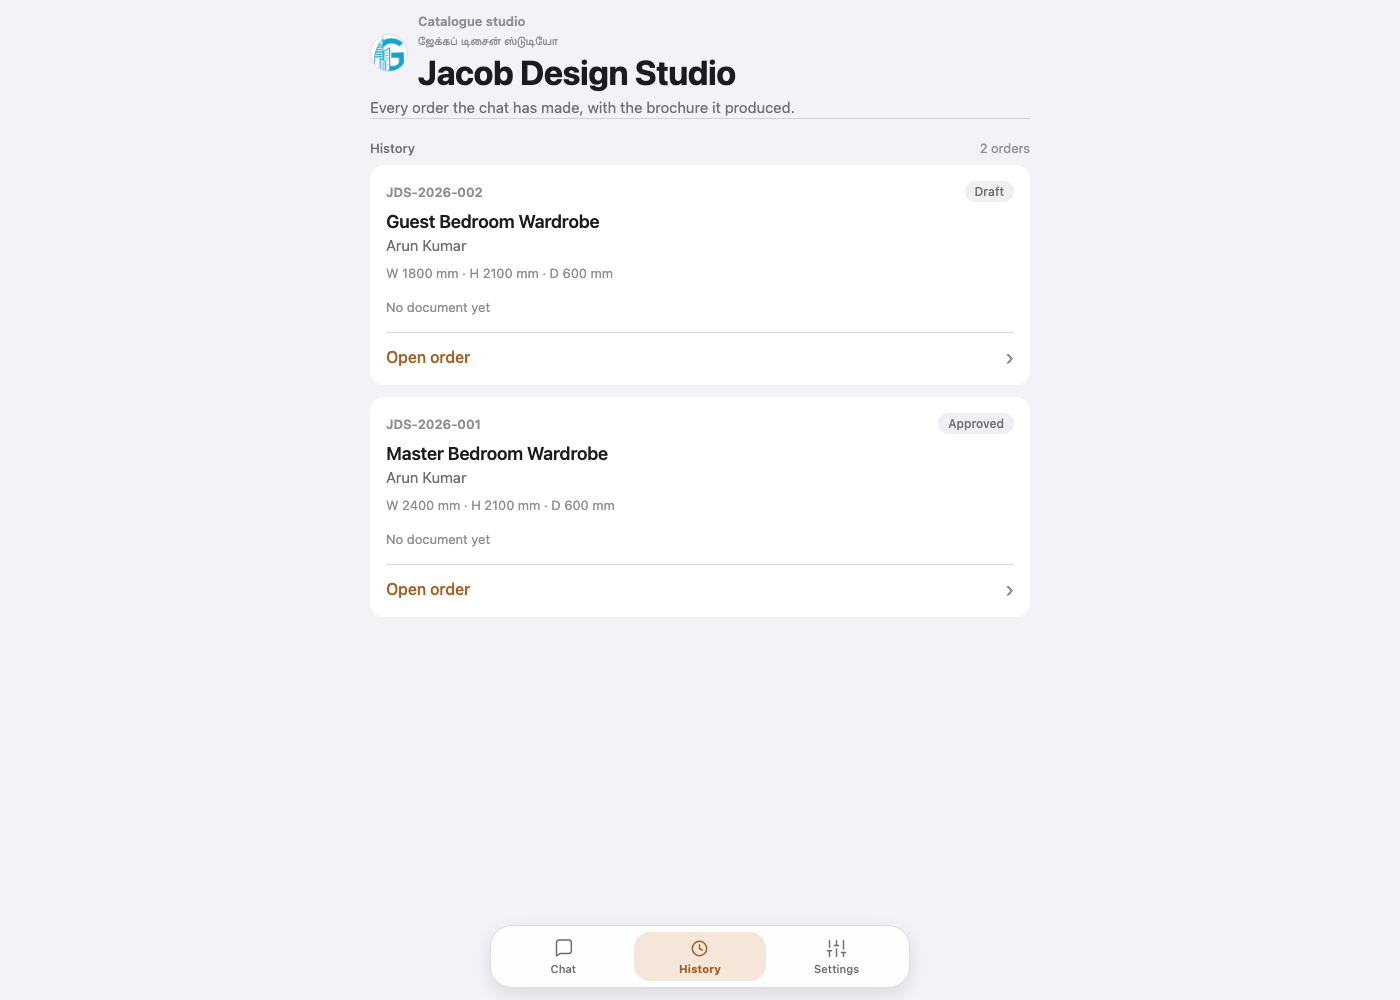 Catalogue studio
ஜேக்கப் டிசைன் ஸ்டுடியோ
Jacob Design Studio
Every order the chat has made, with the brochure it produced.
History
2 orders
JDS-2026-002
Draft
Guest Bedroom Wardrobe
Arun Kumar
W 1800 mm · H 2100 mm · D 600 mm
No document yet
Open order
JDS-2026-001
Approved
Master Bedroom Wardrobe
Arun Kumar
W 2400 mm · H 2100 mm · D 600 mm
No document yet
Open order
Chat
History
Settings